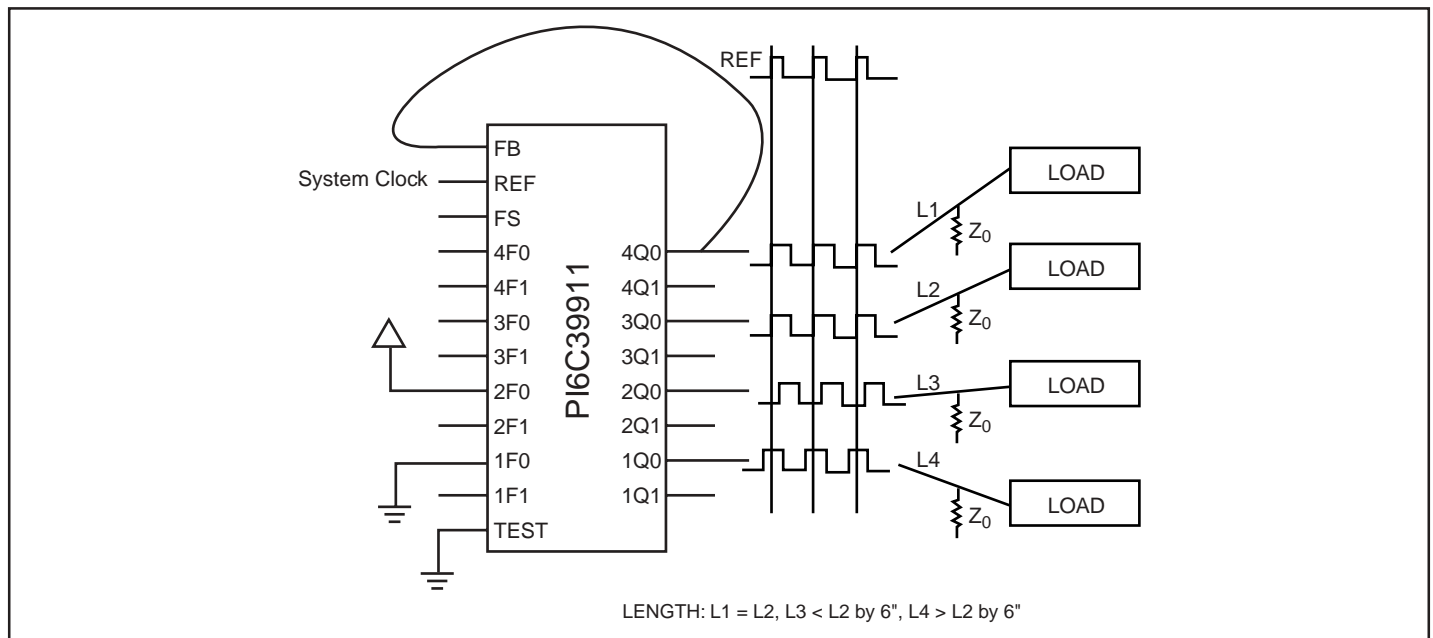 REF
FB
System Clock
REF
FS
4F0
4F1
3F0
3F1
2F0
2F1
1F0
1F1
TEST
PI6C39911
4Q0
4Q1
3Q0
3Q1
2Q0
2Q1
1Q0
1Q1
L1
Z0
LOAD
L2
Z0
LOAD
L3
Z0
LOAD
L4
Z0
LOAD
LENGTH: L1 = L2, L3 < L2 by 6", L4 > L2 by 6"